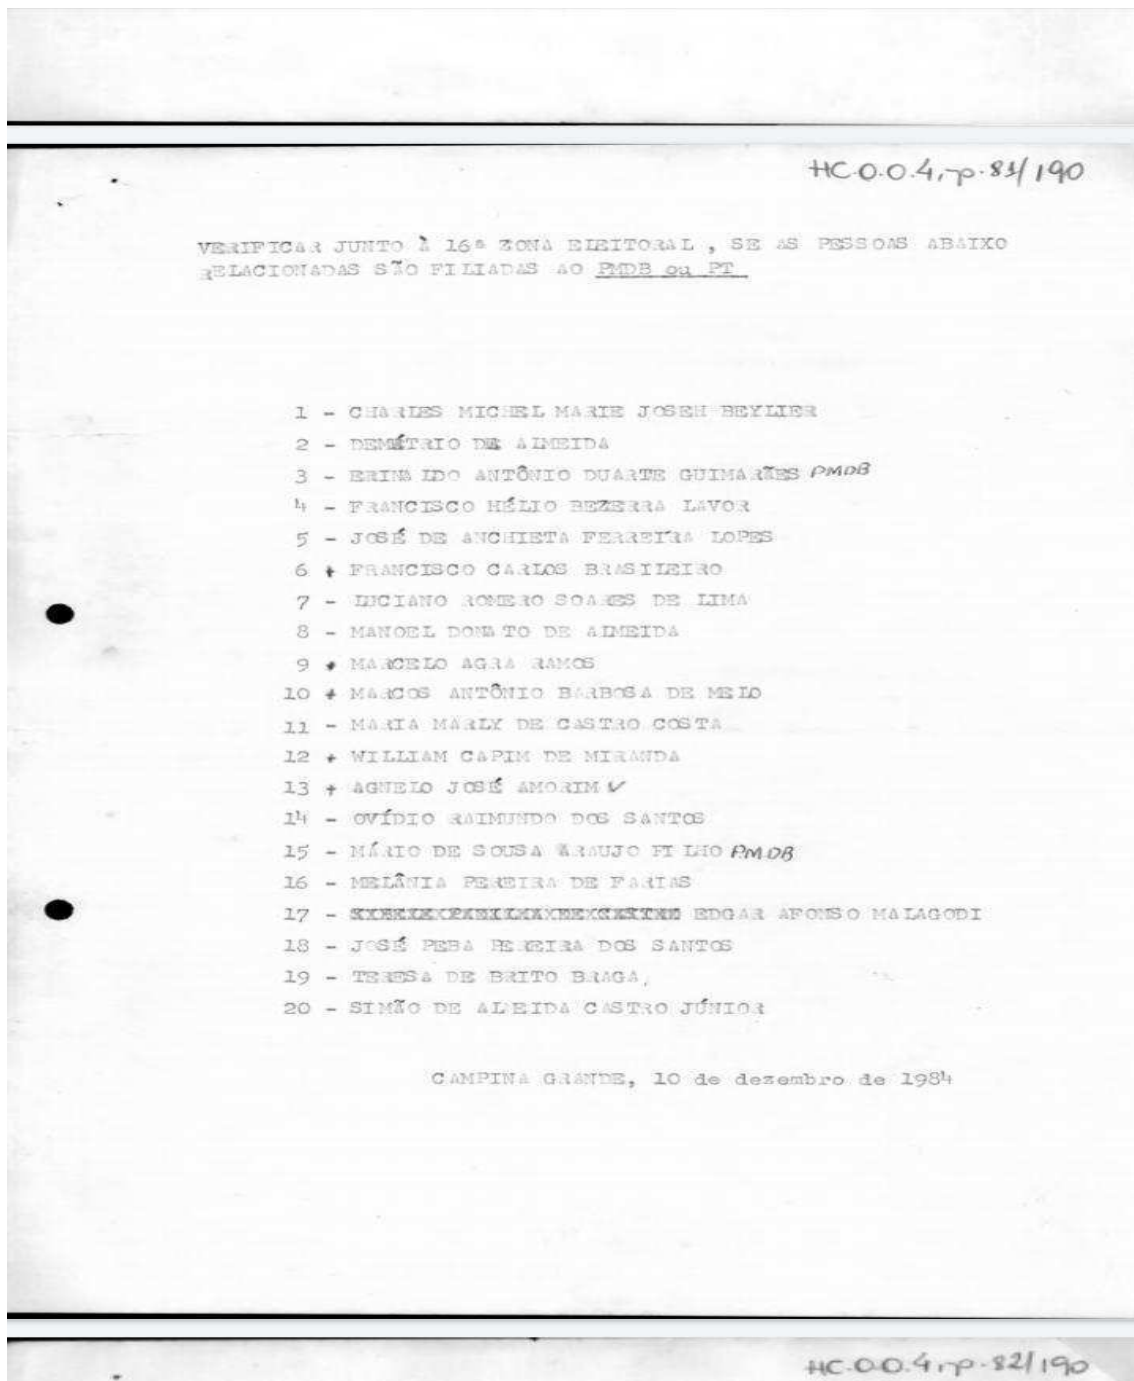 HC.0.0.4, p.81/190
VERIFICAR JUNTO À 16ª ZONA ELEITORAL , SE AS PESSOAS ABAIXO
RELACIONADAS SÃO FILIADAS AO PMDB ou PT
1 - CHARLES MICHEL MARIE JOSEH BEYLIER
2 - DEMÉTRIO DE ALMEIDA
3 - ERINALDO ANTÔNIO DUARTE GUIMARÃES PMDB
4 - FRANCISCO HÉLIO BEZERRA LAVOR
5 - JOSÉ DE ANCHIETA FERREIRA LOPES
6 + FRANCISCO CARLOS BRASILEIRO
7 - LUCIANO ROMERO SOARES DE LIMA
8 - MANOEL DONATO DE ALMEIDA
9 + MARCELO AGRA RAMOS
10 + MARCOS ANTÔNIO BARBOSA DE MELO
11 - MARIA MARLY DE CASTRO COSTA
12 + WILLIAM CAPIM DE MIRANDA
13 + AGNELO JOSÉ AMORIM ✓
14 - OVÍDIO RAIMUNDO DOS SANTOS
15 - MÁRIO DE SOUSA ARAUJO FILHO PMDB
16 - MELÂNIA PEREIRA DE FARIAS
17 - EDGAR AFONSO MALAGODI
18 - JOSÉ PEBA PEREIRA DOS SANTOS
19 - TERESA DE BRITO BRAGA,
20 - SIMÃO DE ALMEIDA CASTRO JÚNIOR
CAMPINA GRANDE, 10 de dezembro de 1984
HC.0.0.4, p.82/190